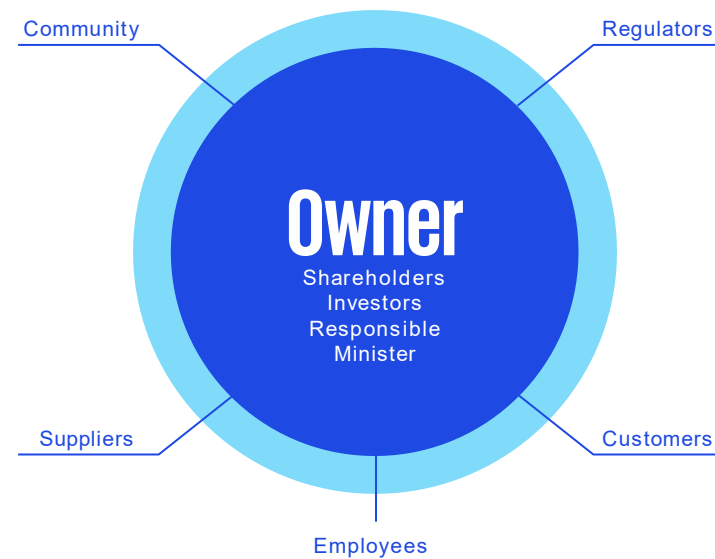 Community
Regulators
Owner
Shareholders
Investors
Responsible
Minister
Suppliers
Customers
Employees